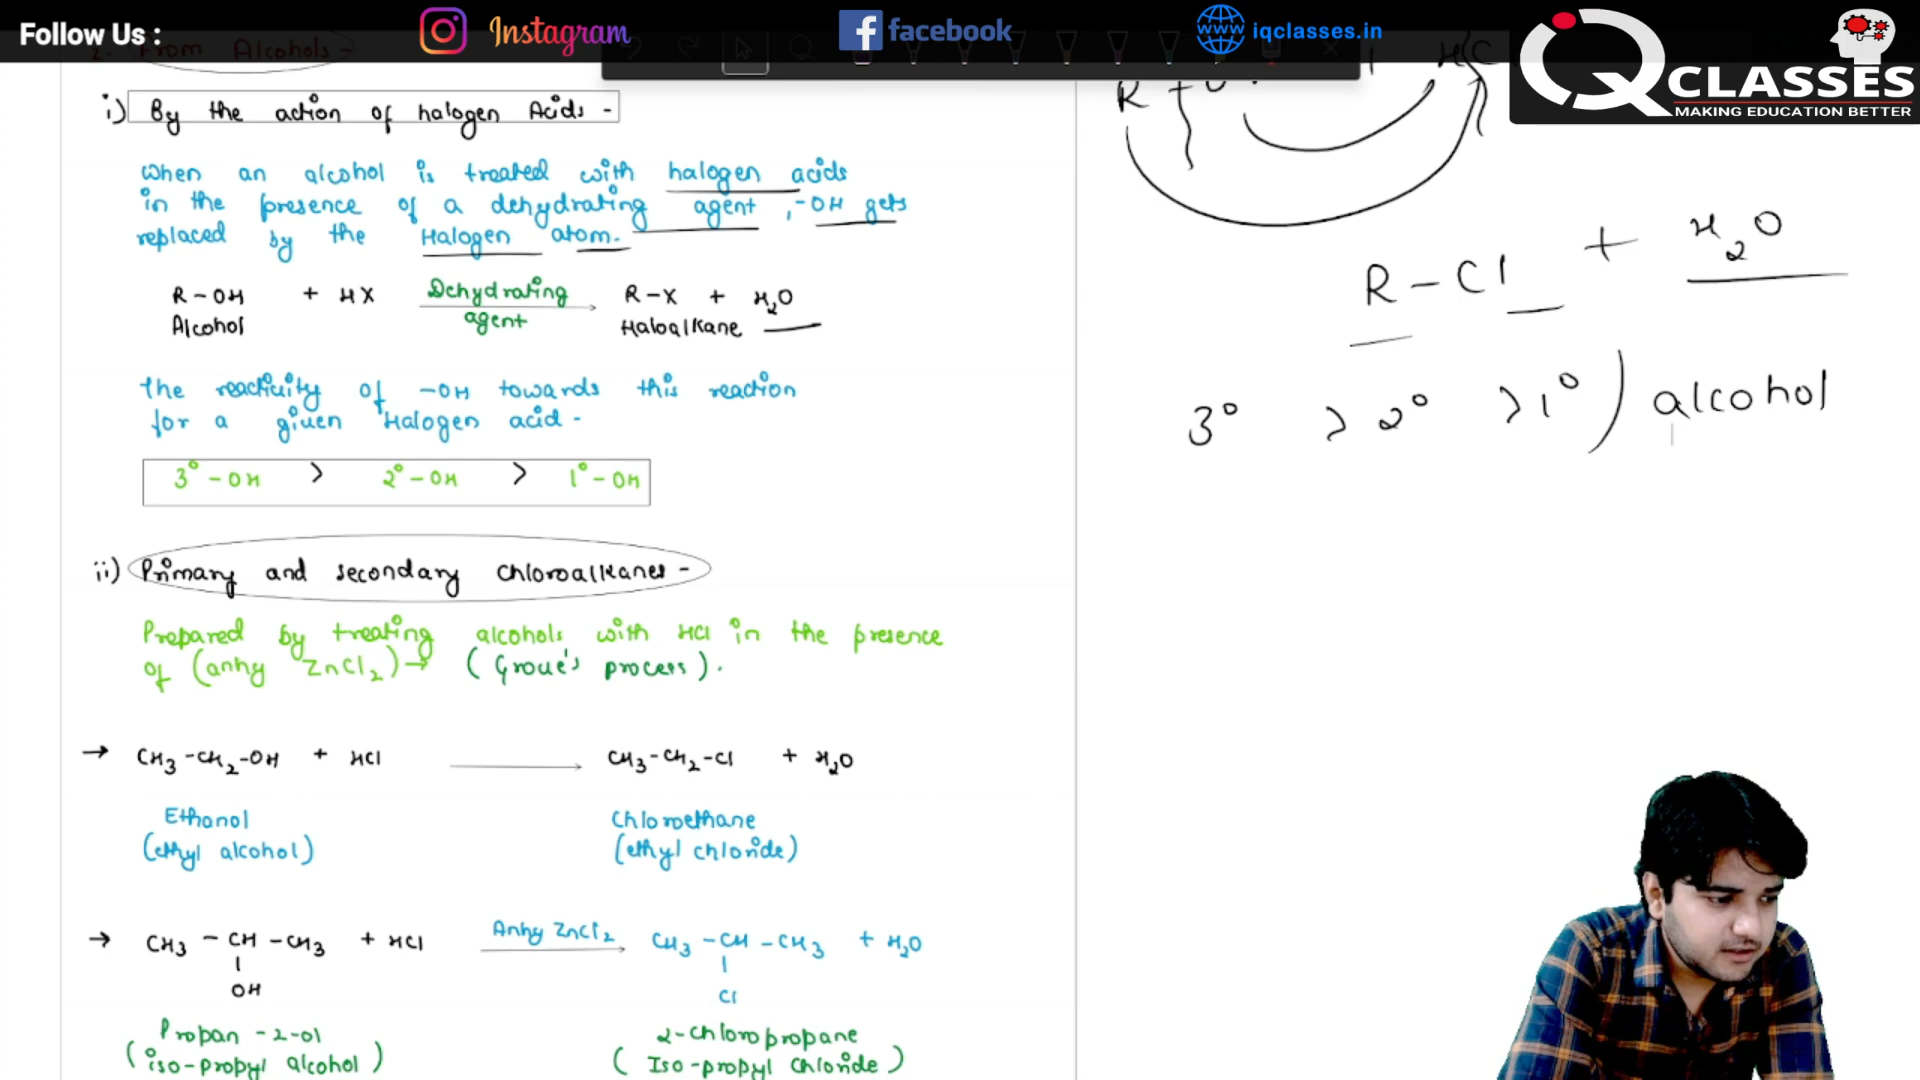 Follow Us :
Instagram
facebook
iqclasses.in
IQ CLASSES
MAKING EDUCATION BETTER
2- From Alcohols -
i) By the action of halogen Acids -
When an alcohol is treated with halogen acids
in the presence of a dehydrating agent, -OH gets
replaced by the Halogen atom.
R-OH + HX Dehydrating agent R-X + H2O
Alcohol Haloalkane
The reactivity of -OH towards this reaction
for a given Halogen acid -
3°-OH > 2°-OH > 1°-OH
ii) Primary and secondary Chloroalkanes -
Prepared by treating alcohols with HCl in the presence
of (anhy ZnCl2) → (Groue's process).
→ CH3-CH2-OH + HCl CH3-CH2-Cl + H2O
Ethanol Chloroethane
(ethyl alcohol) (ethyl chloride)
→ CH3-CH-CH3 + HCl Anhy ZnCl2 CH3-CH-CH3 + H2O
OH Cl
Propan-2-ol 2-chloropropane
(iso-propyl alcohol) (Iso-propyl Chloride)
R-Cl + H2O
3° > 2° > 1° ) alcohol